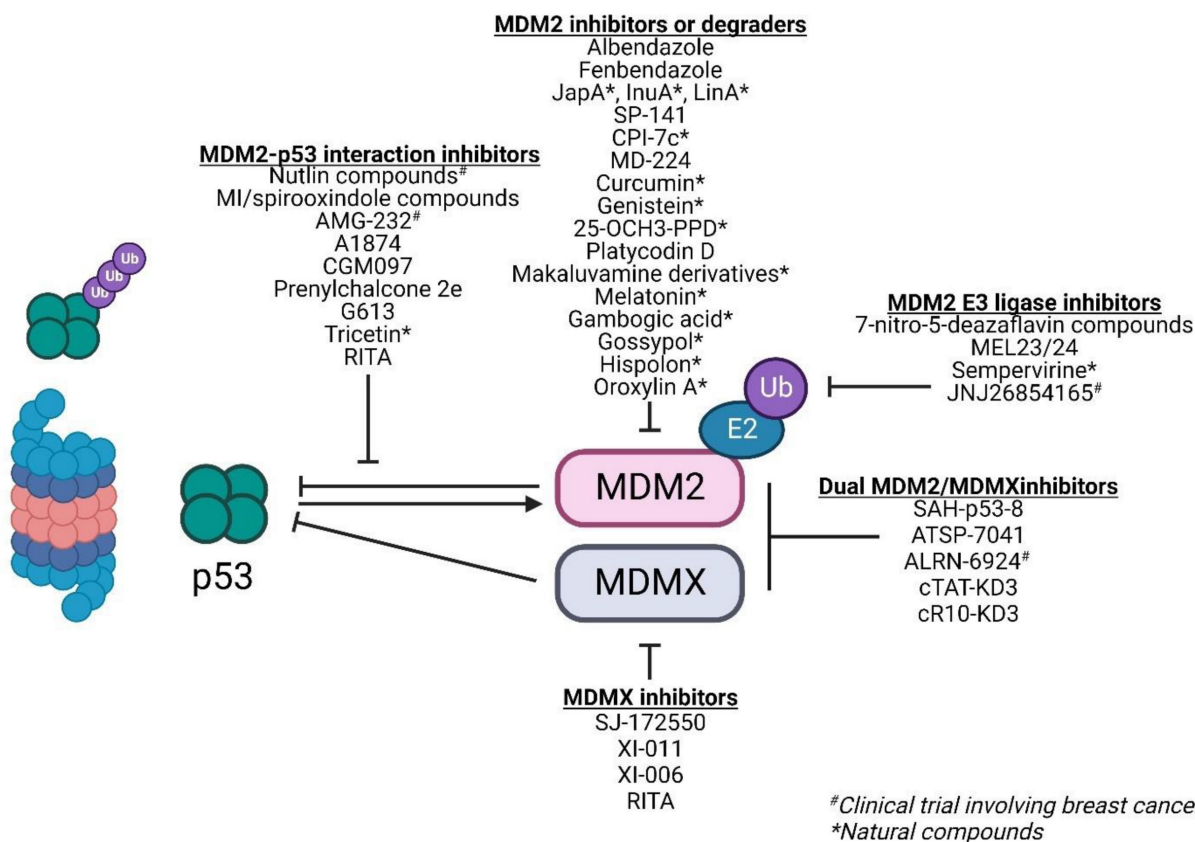 MDM2 inhibitors or degraders
Albendazole
Fenbendazole
JapA*, InuA*, LinA*
SP-141
CPI-7c*
MD-224
Curcumin*
Genistein*
25-OCH3-PPD*
Platycodin D
Makaluvamine derivatives*
Melatonin*
Gambogic acid*
Gossypol*
Hispolon*
Oroxylin A*
MDM2-p53 interaction inhibitors
Nutlin compounds#
MI/spirooxindole compounds
AMG-232#
A1874
CGM097
Prenylchalcone 2e
G613
Tricetin*
RITA
Ub
Ub
Ub
MDM2 E3 ligase inhibitors
7-nitro-5-deazaflavin compounds
MEL23/24
Sempervirine*
JNJ26854165#
Ub
E2
MDM2
MDMX
p53
Dual MDM2/MDMXinhibitors
SAH-p53-8
ATSP-7041
ALRN-6924#
cTAT-KD3
cR10-KD3
MDMX inhibitors
SJ-172550
XI-011
XI-006
RITA
#Clinical trial involving breast cance
*Natural compounds